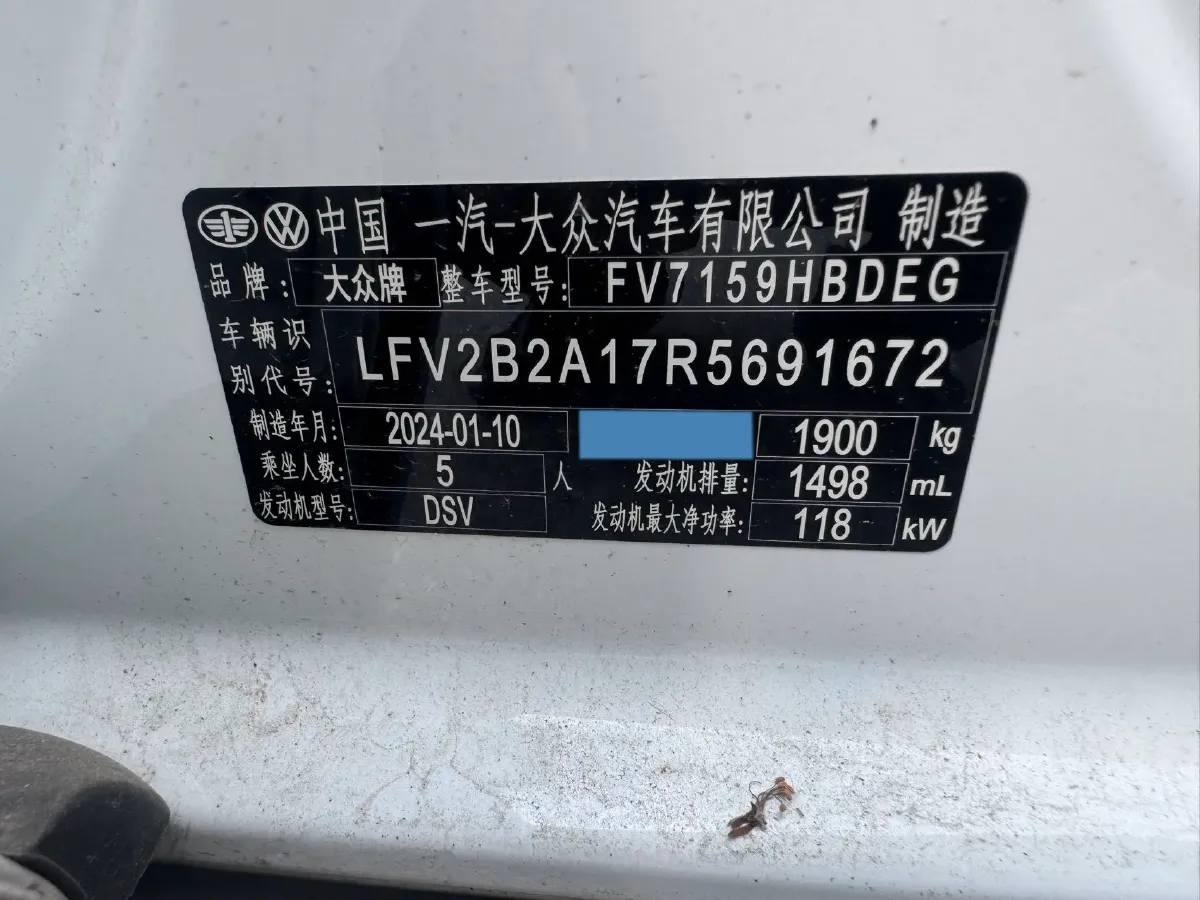 中国 一汽-大众汽车有限公司 制造
品牌: 大众牌 整车型号: FV7159HBDEG
车辆识别代号: LFV2B2A17R5691672
制造年月: 2024-01-10 1900 kg
乘坐人数: 5 人 发动机排量: 1498 mL
发动机型号: DSV 发动机最大净功率: 118 kW